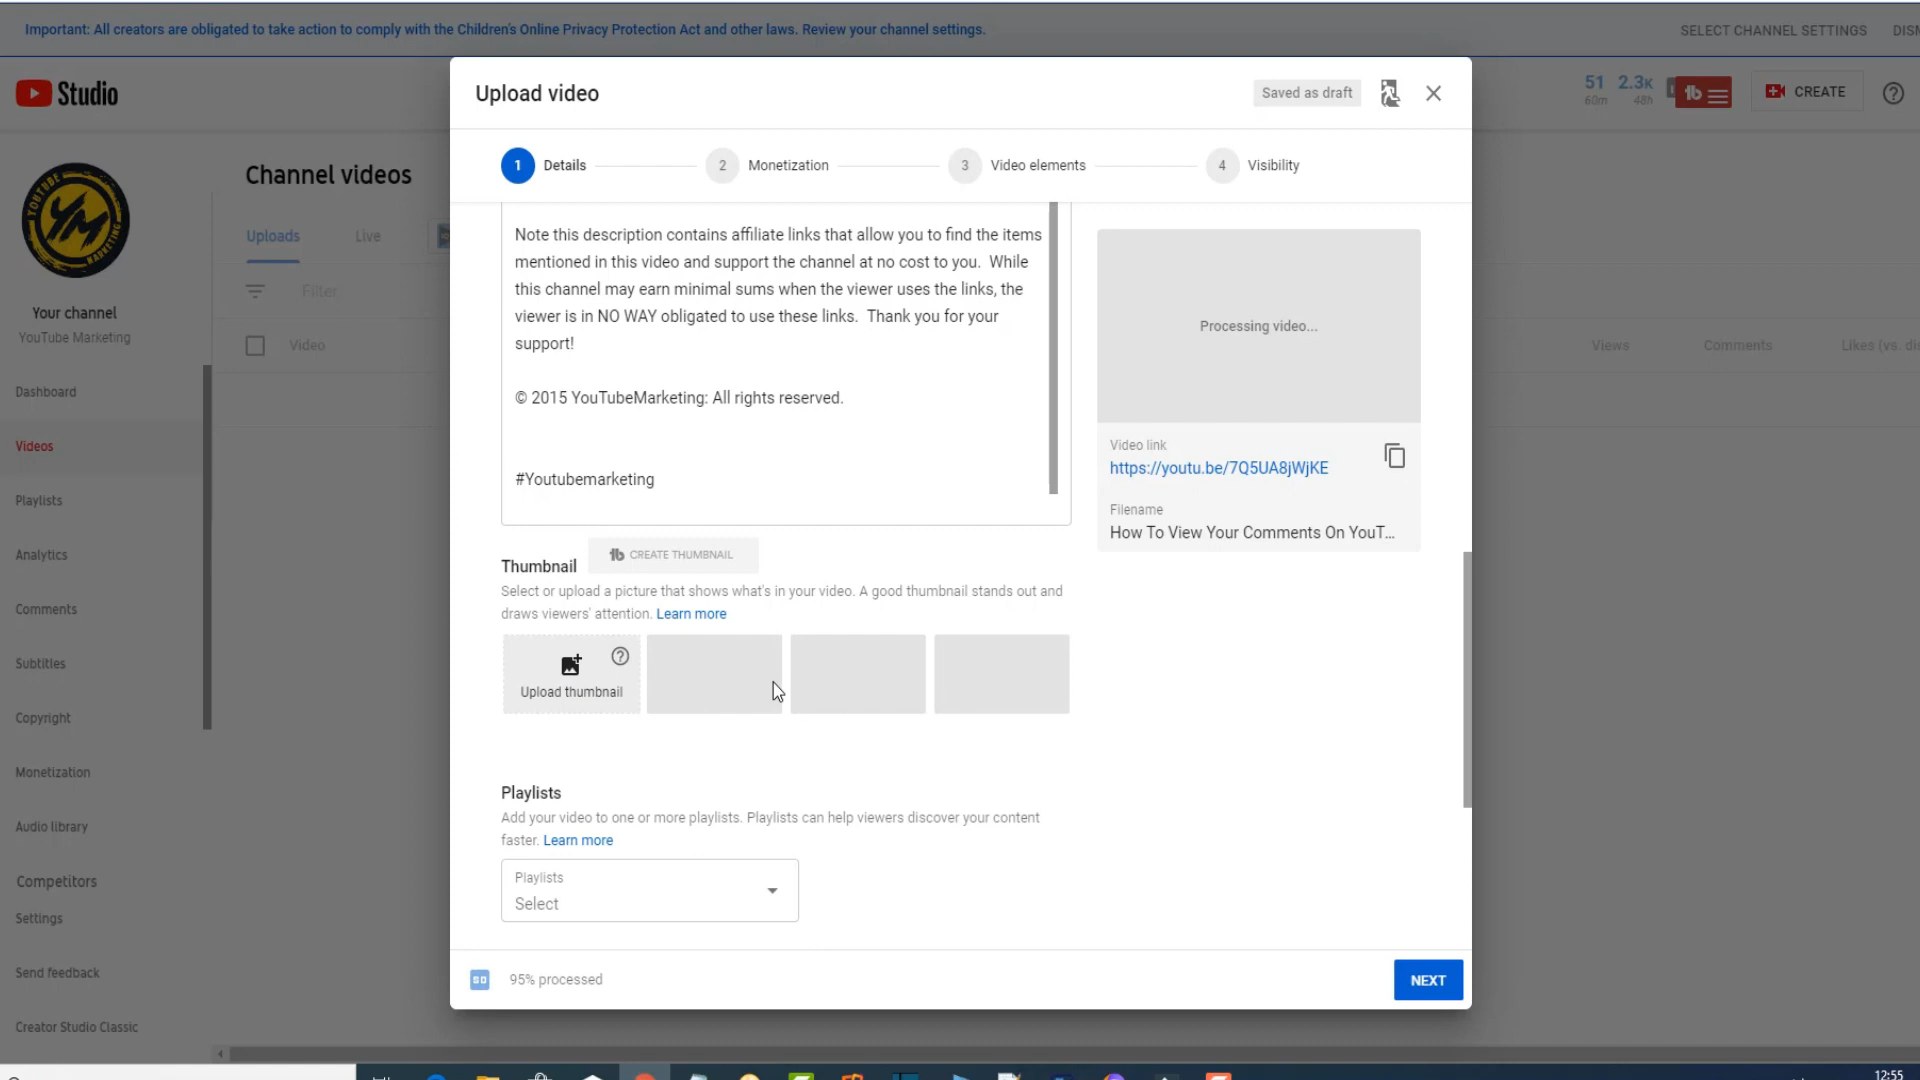 Important: All creators are obligated to take action to comply with the Children's Online Privacy Protection Act and other laws. Review your channel settings.
SELECT CHANNEL SETTINGS
Studio
Upload video
Saved as draft
51
60m
2.3K
48h
CREATE
1 Details
2 Monetization
3 Video elements
4 Visibility
YOUTUBE
YM
MARKETING
Your channel
YouTube Marketing
Dashboard
Videos
Playlists
Analytics
Comments
Subtitles
Copyright
Monetization
Audio library
Competitors
Settings
Send feedback
Creator Studio Classic
Channel videos
Uploads
Live
Filter
Video
Views
Comments
Likes (vs.
Note this description contains affiliate links that allow you to find the items
mentioned in this video and support the channel at no cost to you.  While
this channel may earn minimal sums when the viewer uses the links, the
viewer is in NO WAY obligated to use these links.  Thank you for your
support!
© 2015 YouTubeMarketing: All rights reserved.
#Youtubemarketing
Processing video...
Video link
https://youtu.be/7Q5UA8jWjKE
Filename
How To View Your Comments On YouT...
Thumbnail
CREATE THUMBNAIL
Select or upload a picture that shows what's in your video. A good thumbnail stands out and
draws viewers' attention. Learn more
Upload thumbnail
Playlists
Add your video to one or more playlists. Playlists can help viewers discover your content
faster. Learn more
Playlists
Select
SD
95% processed
NEXT
12:55